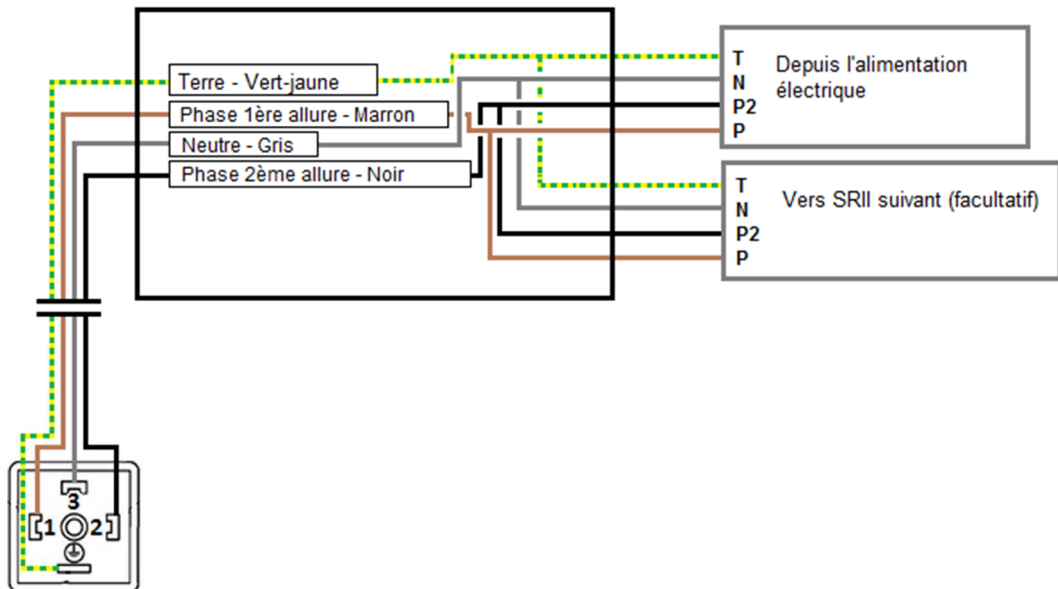 Terre - Vert-jaune
Phase 1ère allure - Marron
Neutre - Gris
Phase 2ème allure - Noir
T
N
P2
P
Depuis l'alimentation
électrique
T
N
P2
P
Vers SRII suivant (facultatif)
3
1
2